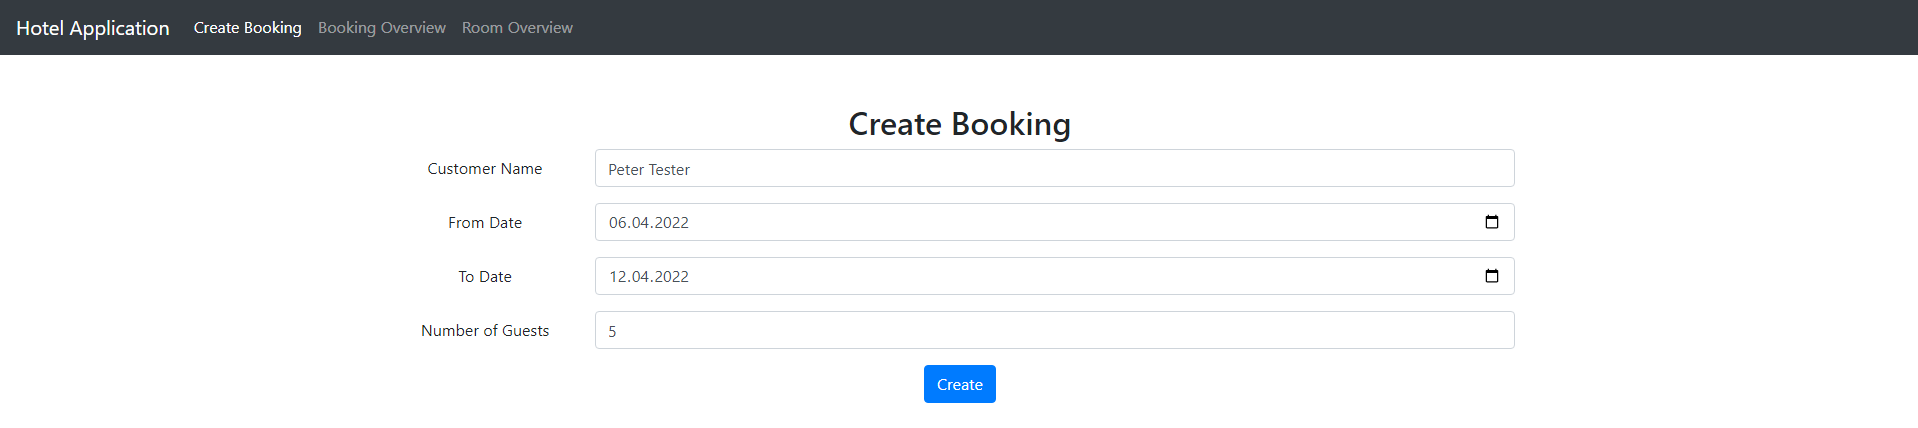 Hotel Application Create Booking Booking Overview Room Overview
Create Booking
Customer Name Peter Tester
From Date 06.04.2022
To Date 12.04.2022
Number of Guests 5
Create